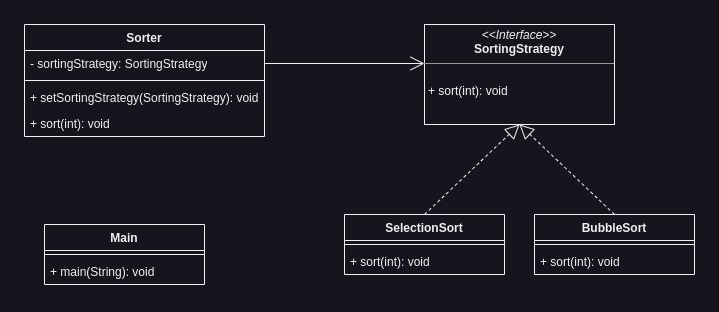 Sorter
- sortingStrategy: SortingStrategy
+ setSortingStrategy(SortingStrategy): void
+ sort(int): void
<<Interface>>
SortingStrategy
+ sort(int): void
Main
+ main(String): void
SelectionSort
+ sort(int): void
BubbleSort
+ sort(int): void